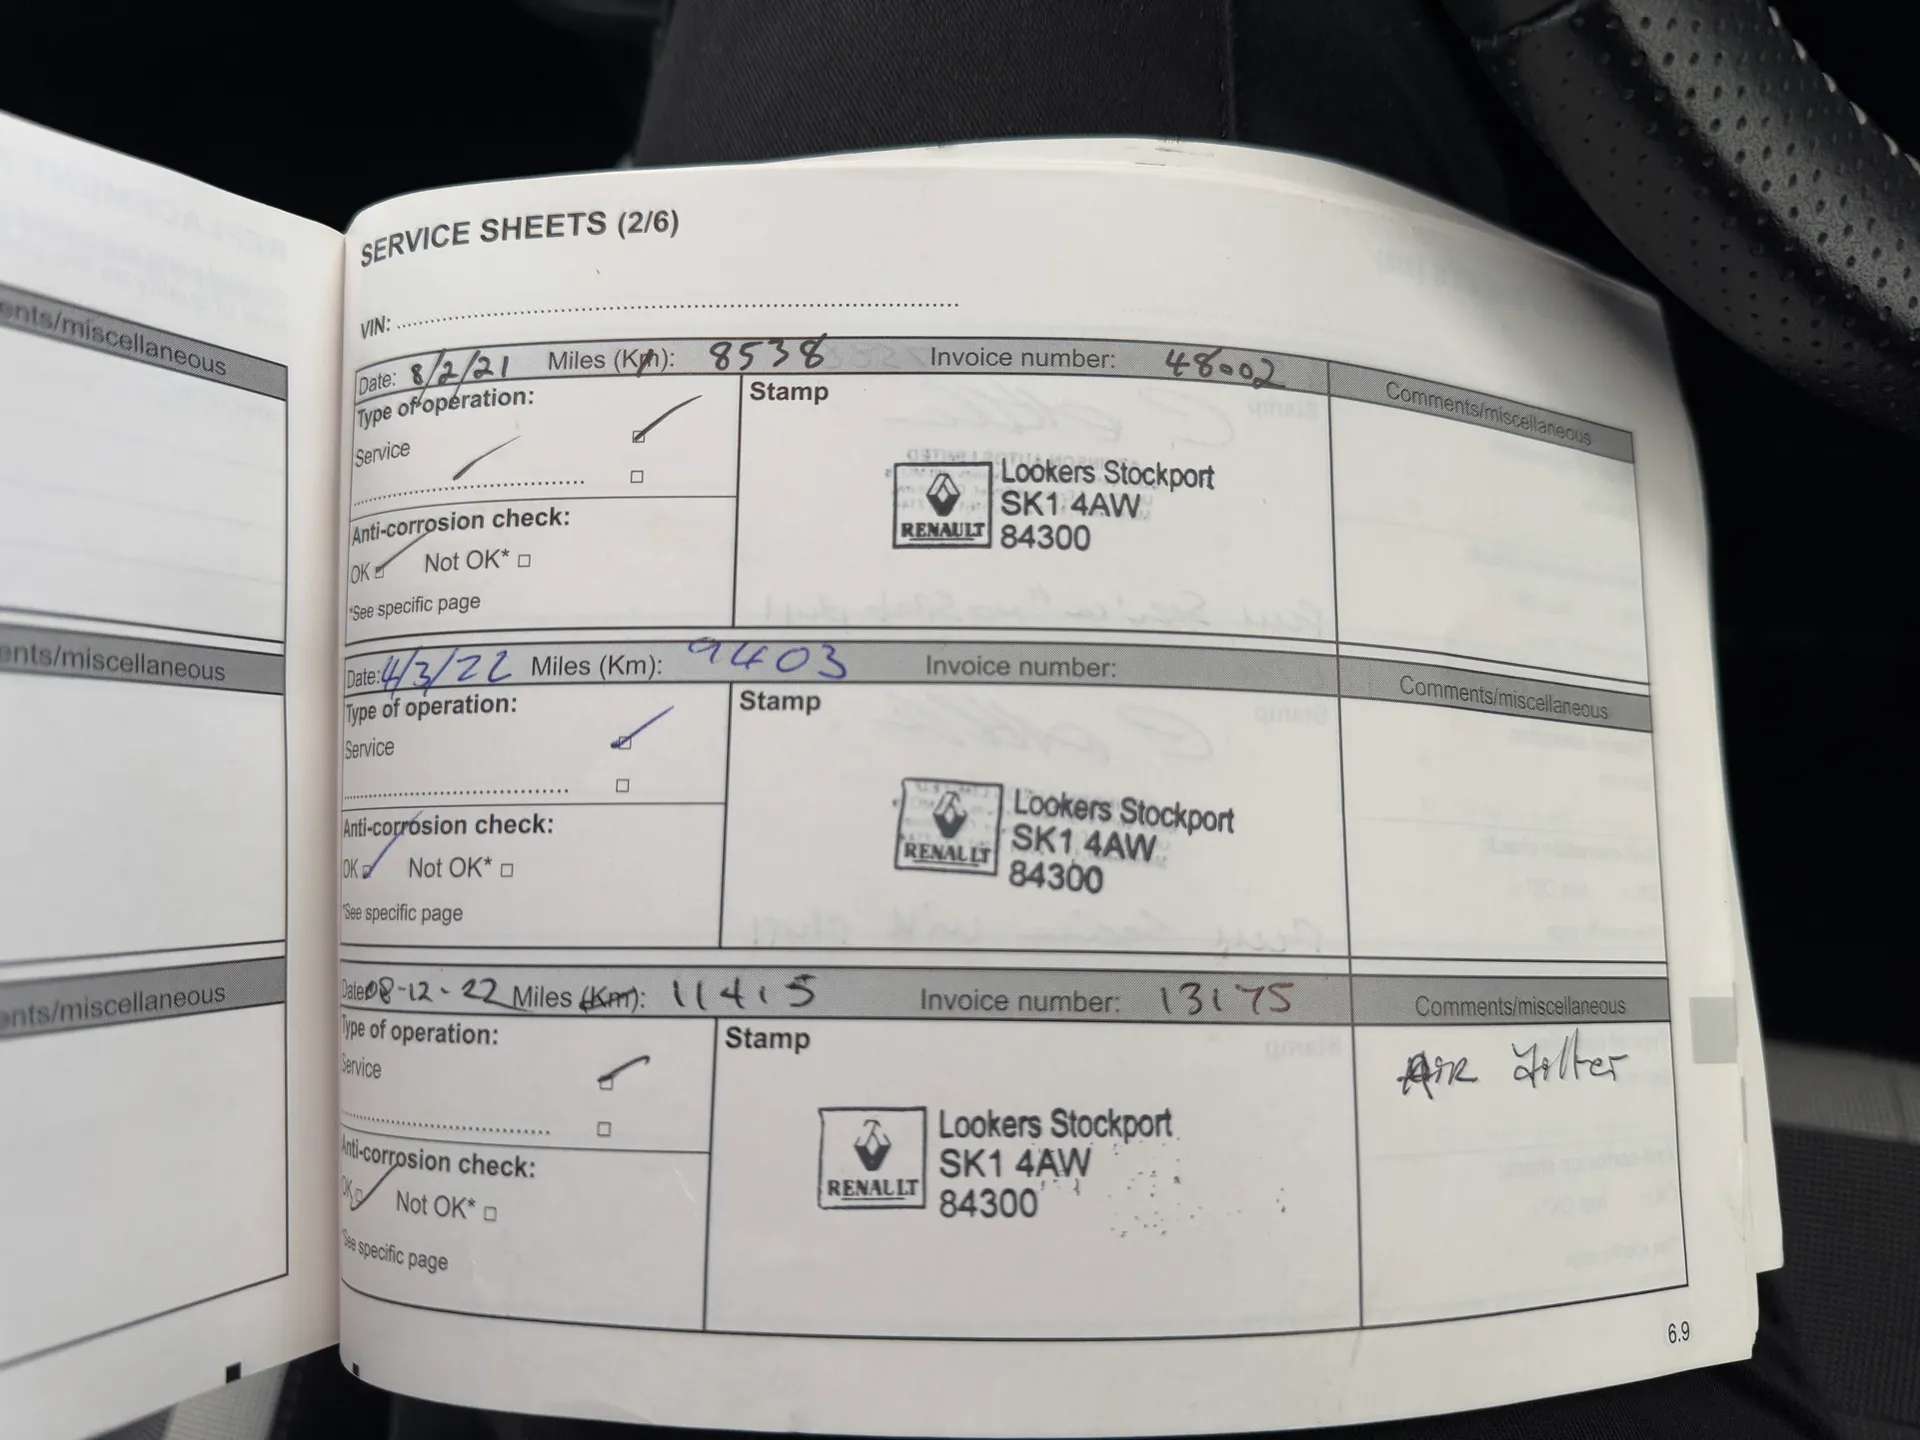 ents/miscellaneous
ents/miscellaneous
ents/miscellaneous
SERVICE SHEETS (2/6)
VIN:
Date: 8/2/21 Miles (Km): 8538 Invoice number: 48002
Comments/miscellaneous
Type of operation:
Stamp
Service
Lookers Stockport
SK1 4AW
RENAULT 84300
Anti-corrosion check:
OK Not OK*
*See specific page
Date: 4/3/22 Miles (Km): 9403 Invoice number:
Comments/miscellaneous
Type of operation:
Stamp
Service
Lookers Stockport
SK1 4AW
RENAULT 84300
Anti-corrosion check:
OK Not OK*
*See specific page
Date: 08-12-22 Miles (Km): 11415 Invoice number: 13175
Comments/miscellaneous
Type of operation:
Stamp
AIR Filter
Service
Lookers Stockport
SK1 4AW
RENAULT 84300
Anti-corrosion check:
OK Not OK*
*See specific page
6.9